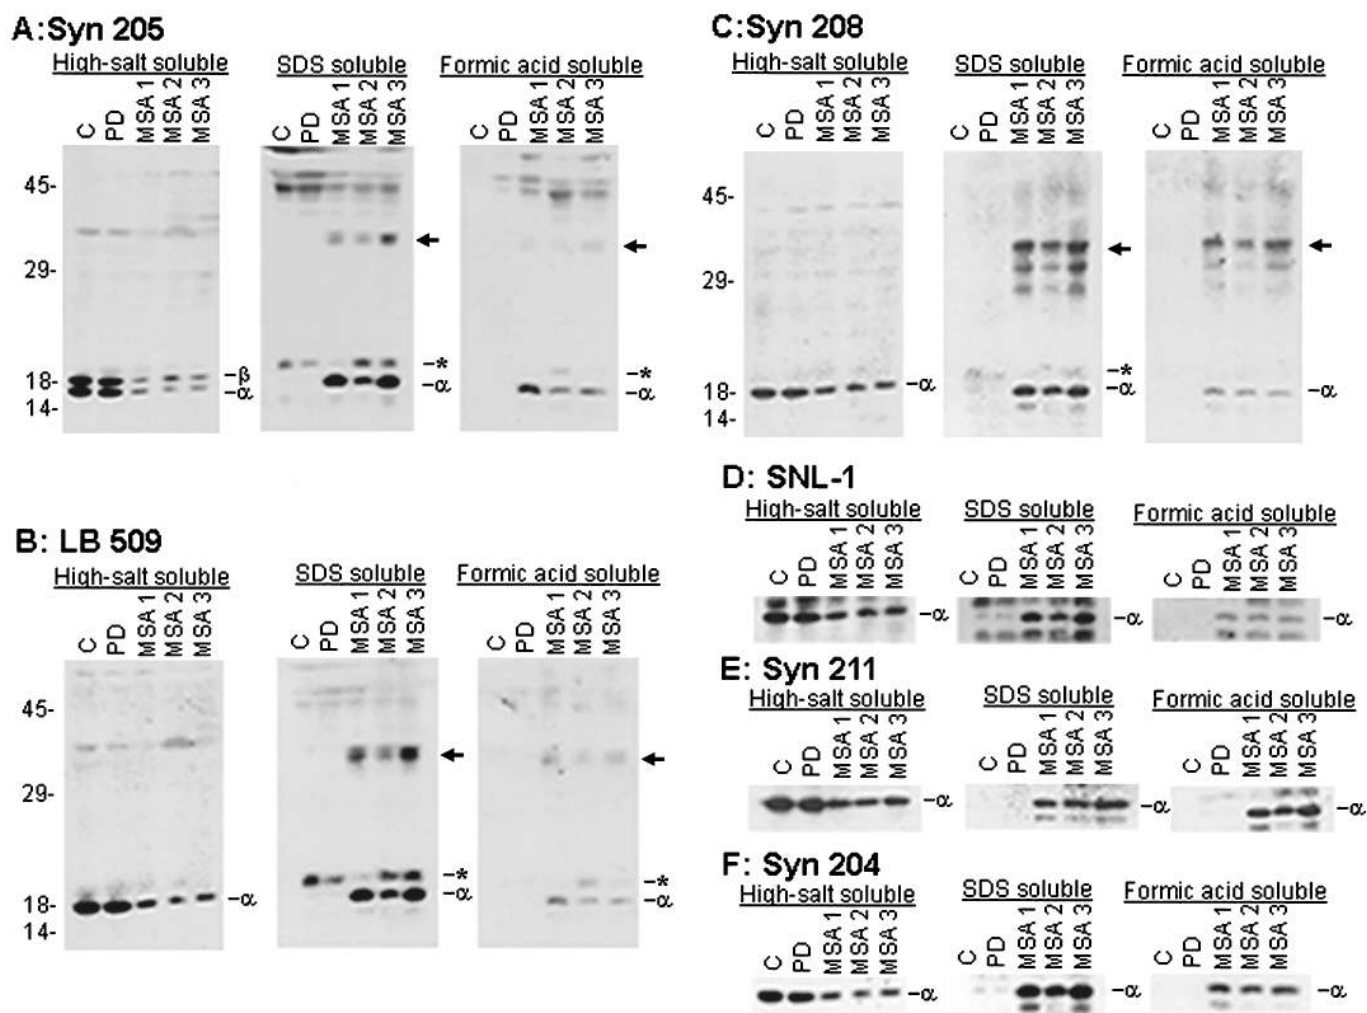 A:Syn 205
High-salt soluble
SDS soluble
Formic acid soluble
C PD MSA 1 MSA 2 MSA 3
C PD MSA 1 MSA 2 MSA 3
C PD MSA 1 MSA 2 MSA 3
45-
29-
18-
14-
-β
-α
-*
-α
-*
-α
B: LB 509
High-salt soluble
SDS soluble
Formic acid soluble
C PD MSA 1 MSA 2 MSA 3
C PD MSA 1 MSA 2 MSA 3
C PD MSA 1 MSA 2 MSA 3
45-
29-
18-
14-
-α
-*
-α
-*
-α
C:Syn 208
High-salt soluble
SDS soluble
Formic acid soluble
C PD MSA 1 MSA 2 MSA 3
C PD MSA 1 MSA 2 MSA 3
C PD MSA 1 MSA 2 MSA 3
45-
29-
18-
14-
-α
-*
-α
-α
D: SNL-1
High-salt soluble
SDS soluble
Formic acid soluble
C PD MSA 1 MSA 2 MSA 3
C PD MSA 1 MSA 2 MSA 3
C PD MSA 1 MSA 2 MSA 3
-α
-α
-α
E: Syn 211
High-salt soluble
SDS soluble
Formic acid soluble
C PD MSA 1 MSA 2 MSA 3
C PD MSA 1 MSA 2 MSA 3
C PD MSA 1 MSA 2 MSA 3
-α
-α
-α
F: Syn 204
High-salt soluble
SDS soluble
Formic acid soluble
C PD MSA 1 MSA 2 MSA 3
C PD MSA 1 MSA 2 MSA 3
C PD MSA 1 MSA 2 MSA 3
-α
-α
-α